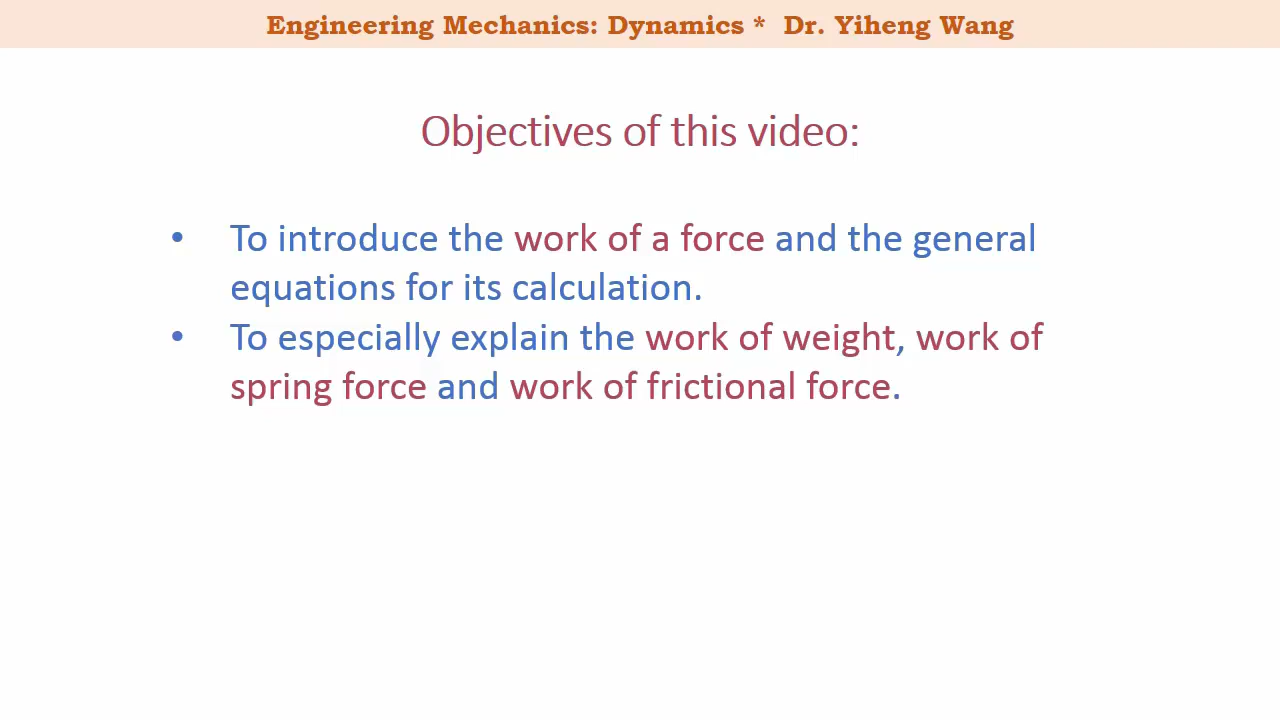 Engineering Mechanics: Dynamics * Dr. Yiheng Wang
Objectives of this video:
• To introduce the work of a force and the general
equations for its calculation.
• To especially explain the work of weight, work of
spring force and work of frictional force.